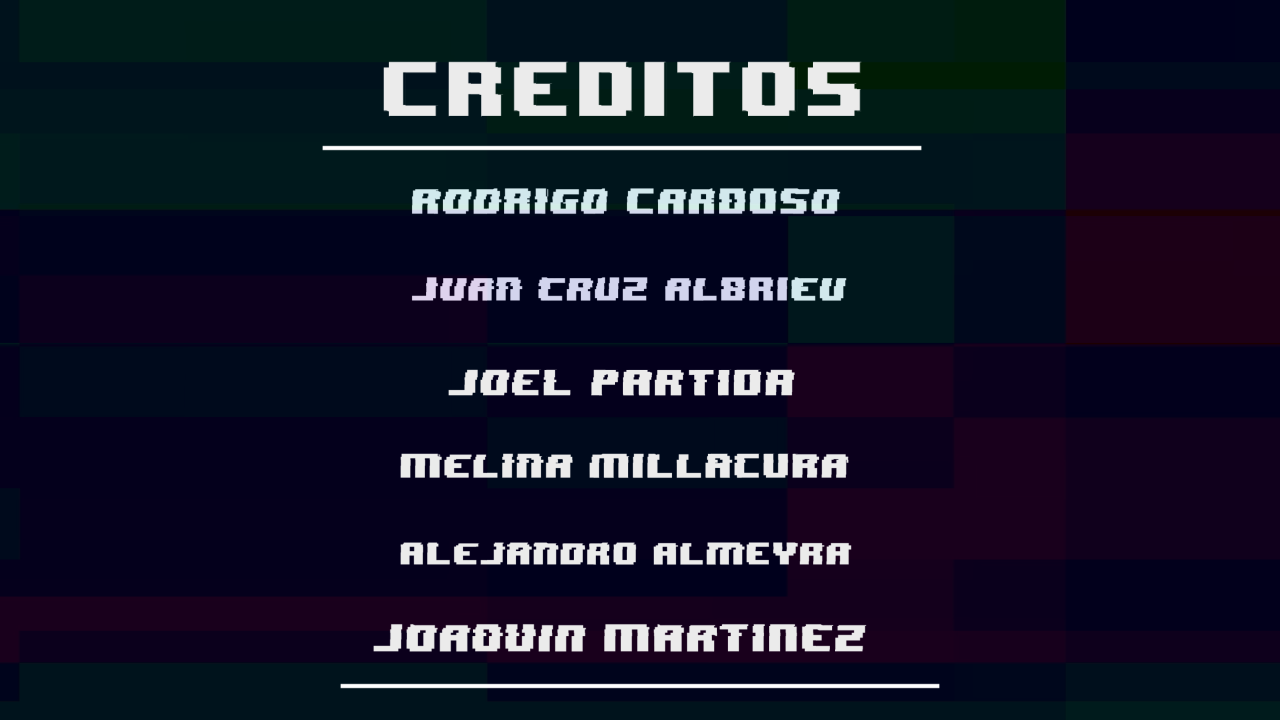 CREDITOS
RODRIGO CARDOSO
JUAN CRUZ ALBRIEU
JOEL PARTIDA
MELINA MILLACURA
ALEJANDRO ALMEYRA
JOAQUIN MARTINEZ